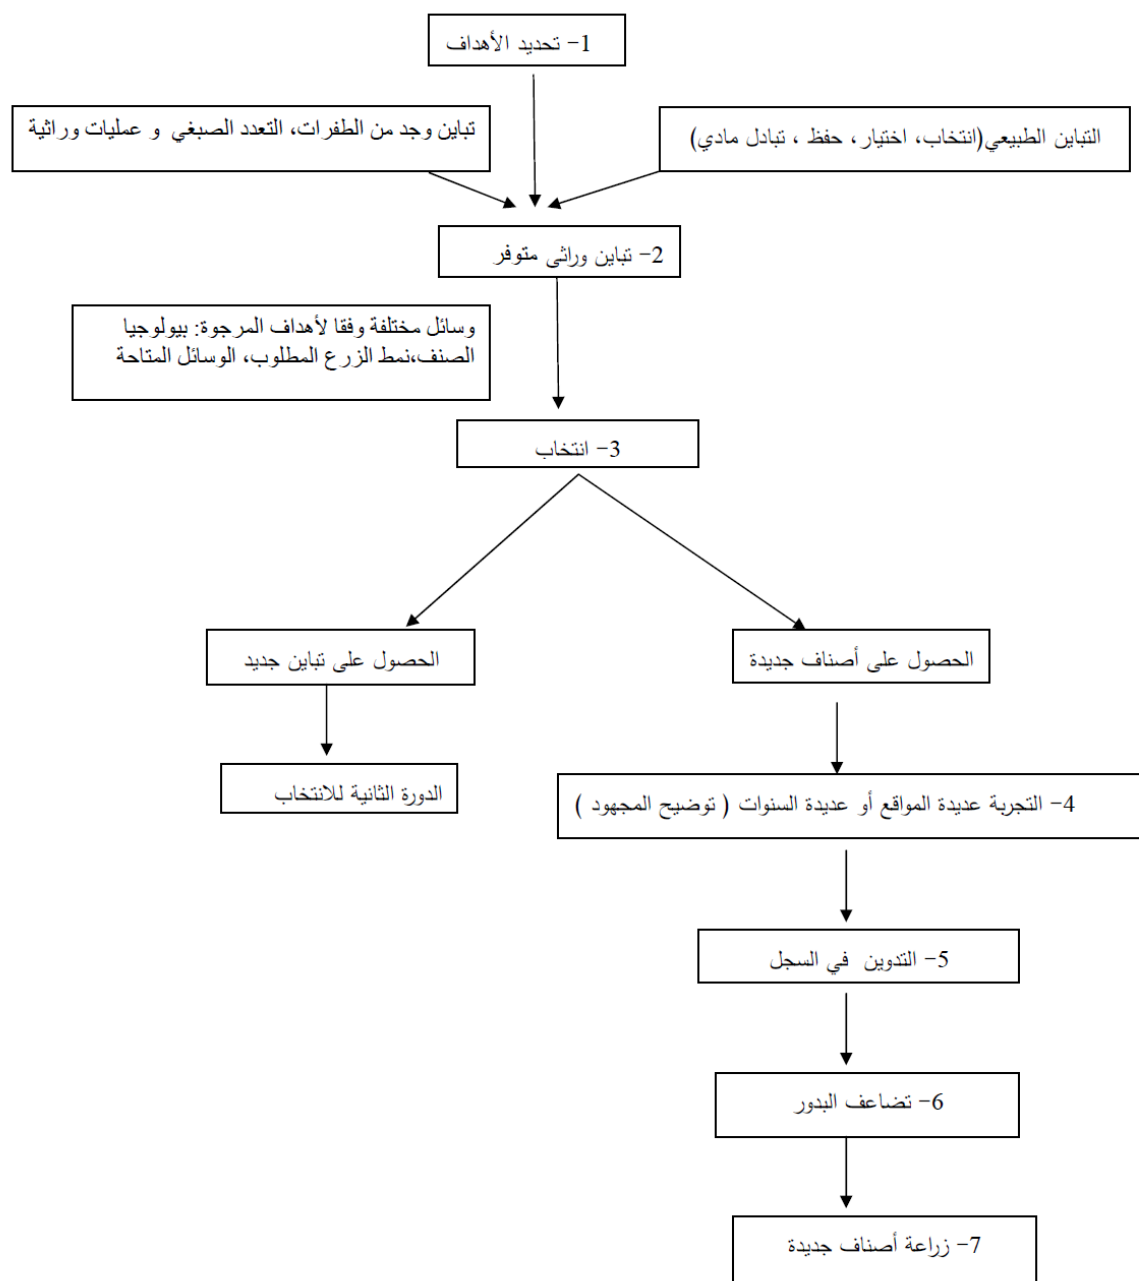 1- تحديد الأهداف
التباين الطبيعي(انتخاب، اختيار، حفظ ، تبادل مادي)
تباين وجد من الطفرات، التعدد الصبغي و عمليات وراثية
2- تباين وراثى متوفر
وسائل مختلفة وفقا لأهداف المرجوة: بيولوجيا
الصنف،نمط الزرع المطلوب، الوسائل المتاحة
3- انتخاب
الحصول على أصناف جديدة
الحصول على تباين جديد
الدورة الثانية للانتخاب
4- التجربة عديدة المواقع أو عديدة السنوات ( توضيح المجهود )
5- التدوين في السجل
6- تضاعف البدور
7- زراعة أصناف جديدة